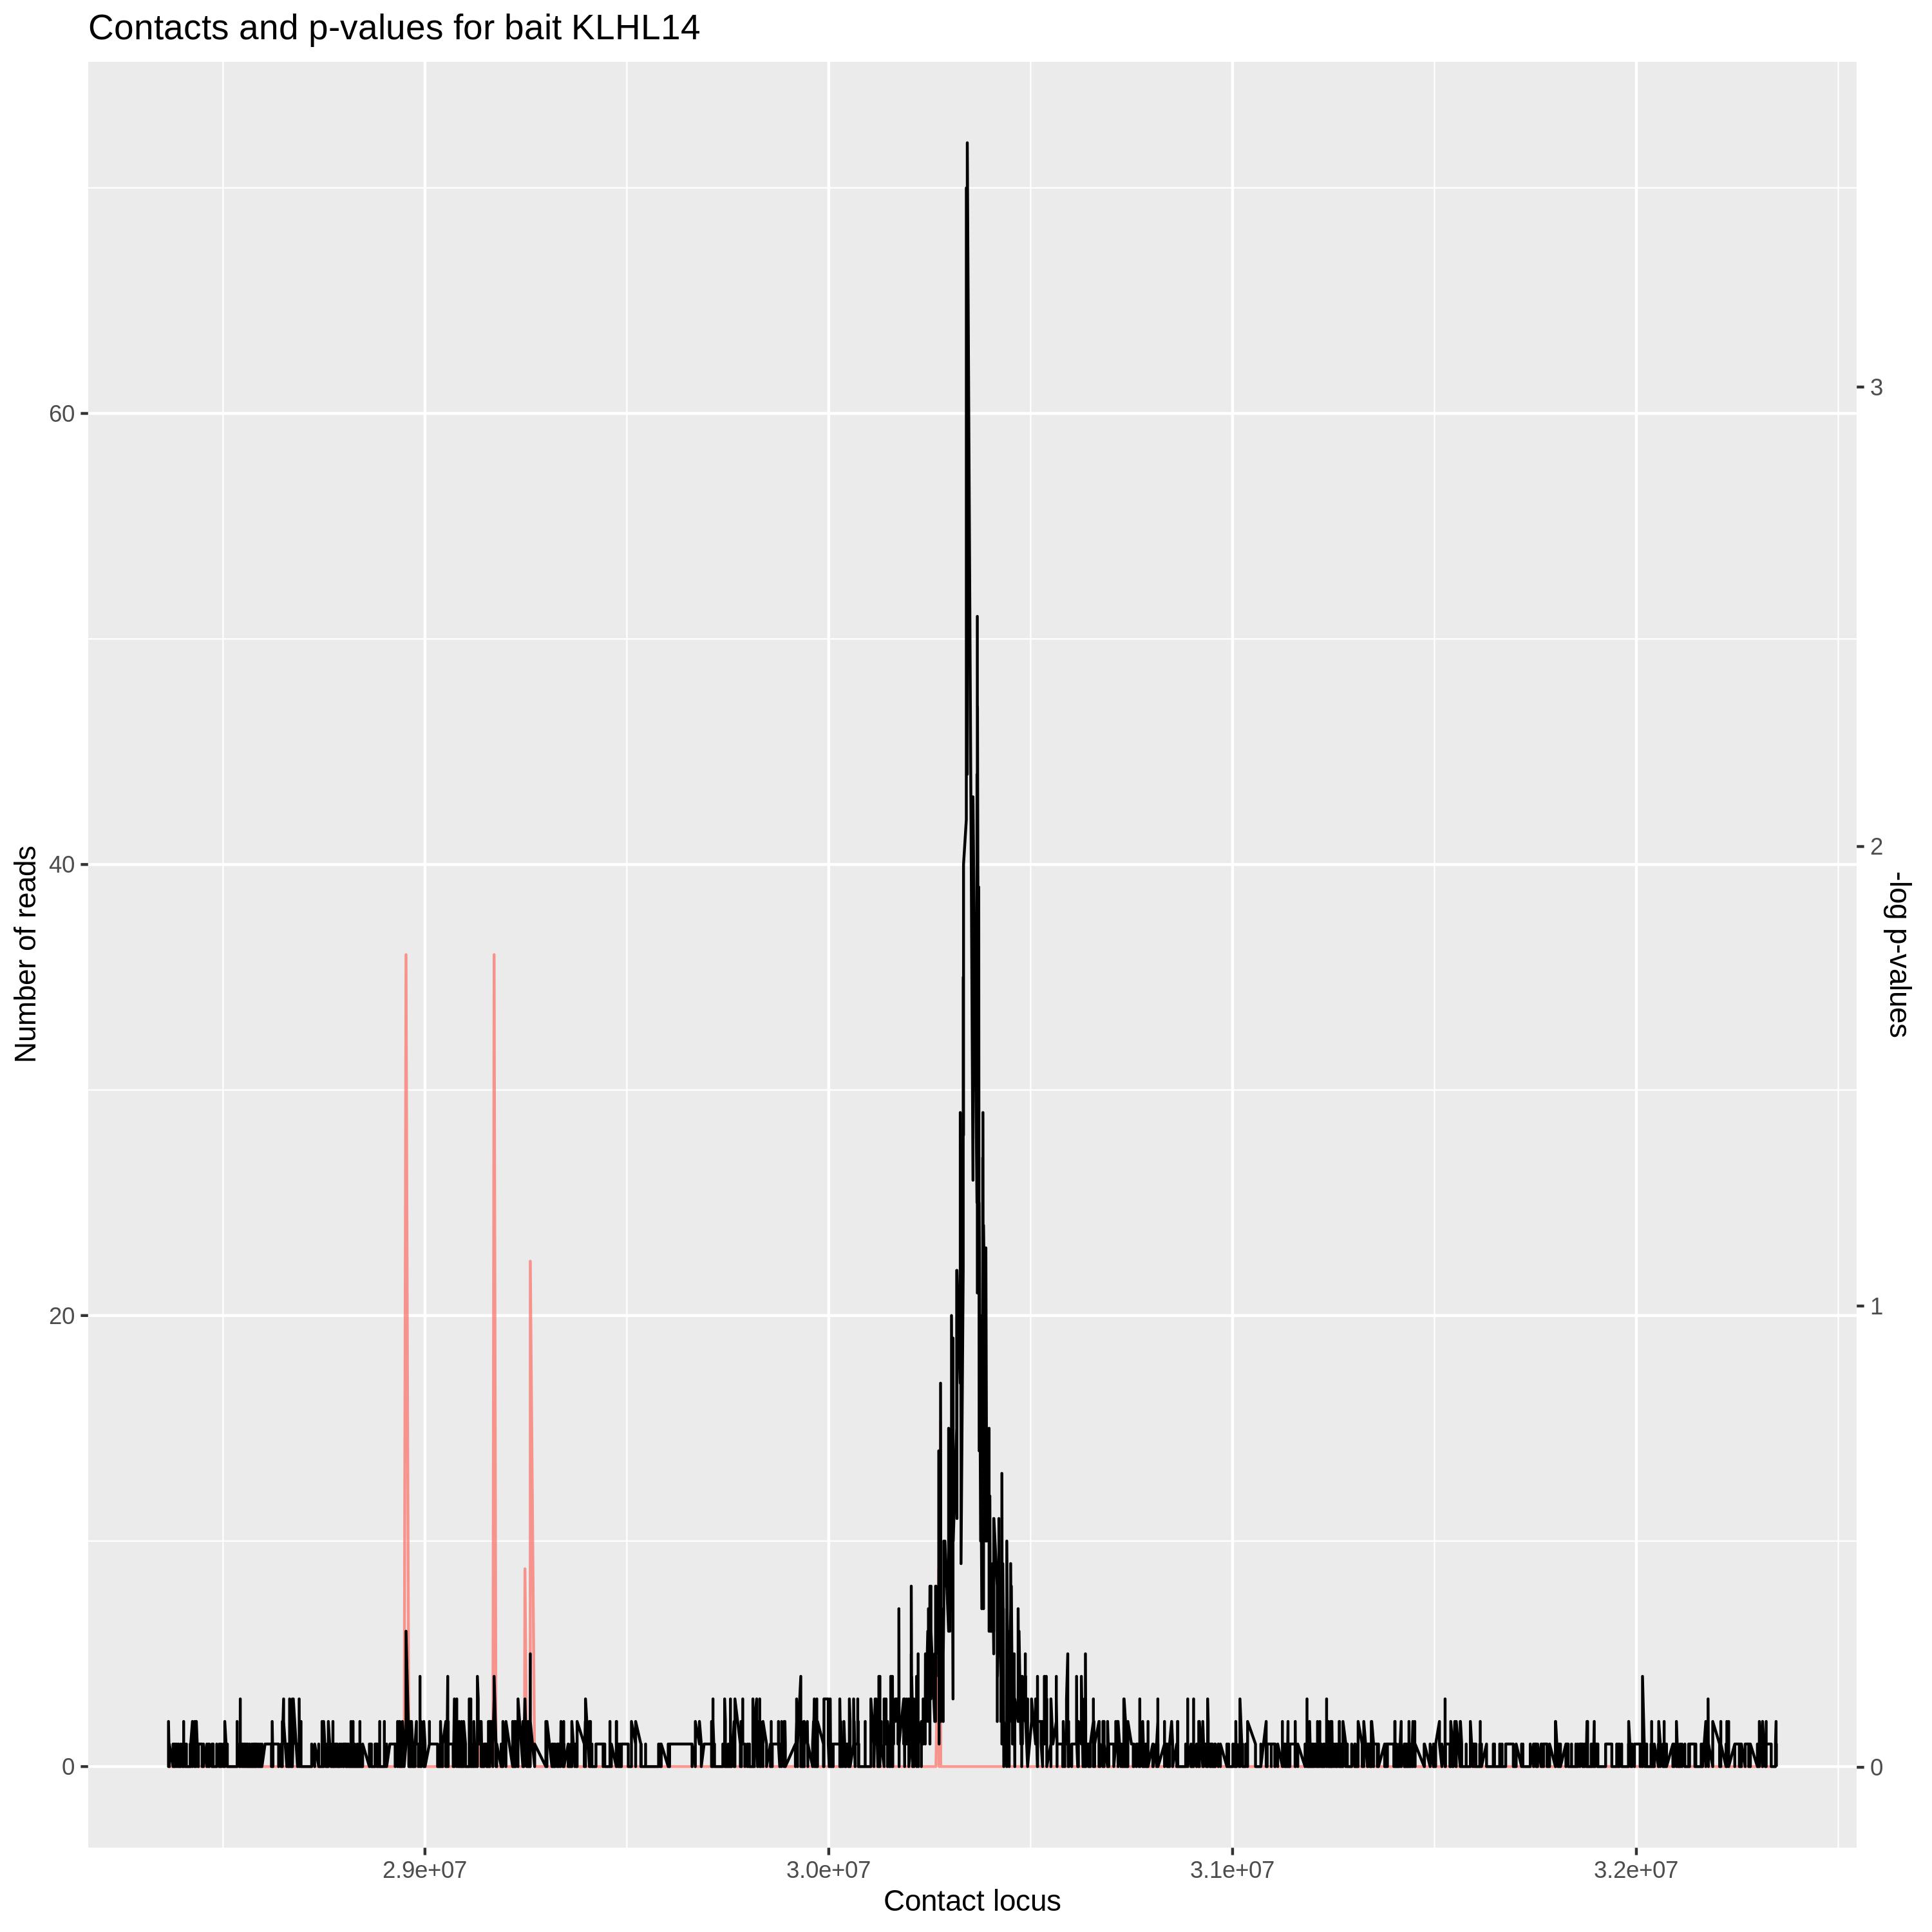 Contacts and p-values for bait KLHL14
60
40
20
0
3
2
1
0
Number of reads
-log p-values
2.9e+07
3.0e+07
3.1e+07
3.2e+07
Contact locus